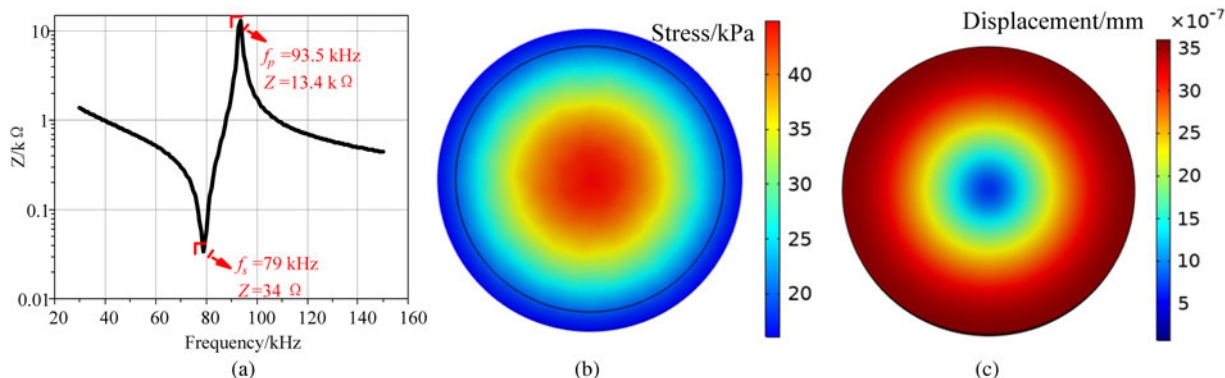 10
1
0.1
0.01
Z/k Ω
20 40 60 80 100 120 140 160
Frequency/kHz
f_p =93.5 kHz
Z =13.4 k Ω
f_s =79 kHz
Z =34 Ω
(a)
Stress/kPa
40
35
30
25
20
(b)
Displacement/mm
×10⁻⁷
35
30
25
20
15
10
5
(c)